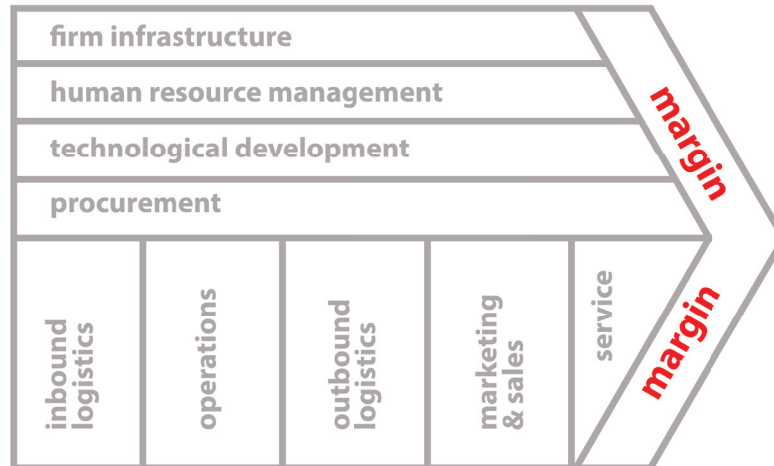 firm infrastructure
human resource management
technological development
procurement
inbound
logistics
operations
outbound
logistics
marketing
& sales
service
margin
margin